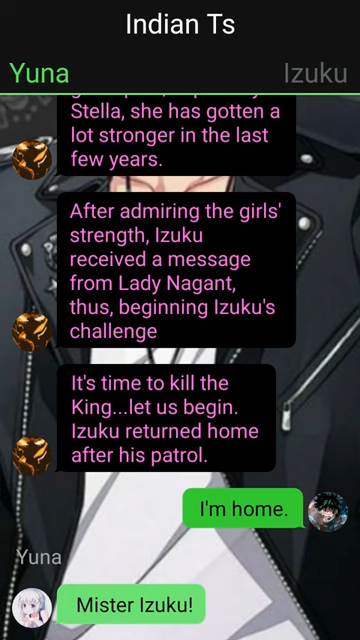 Indian Ts
Yuna
Izuku
Stella, she has gotten a
lot stronger in the last
few years.
After admiring the girls'
strength, Izuku
received a message
from Lady Nagant,
thus, beginning Izuku's
challenge
It's time to kill the
King...let us begin.
Izuku returned home
after his patrol.
I'm home.
Yuna
Mister Izuku!